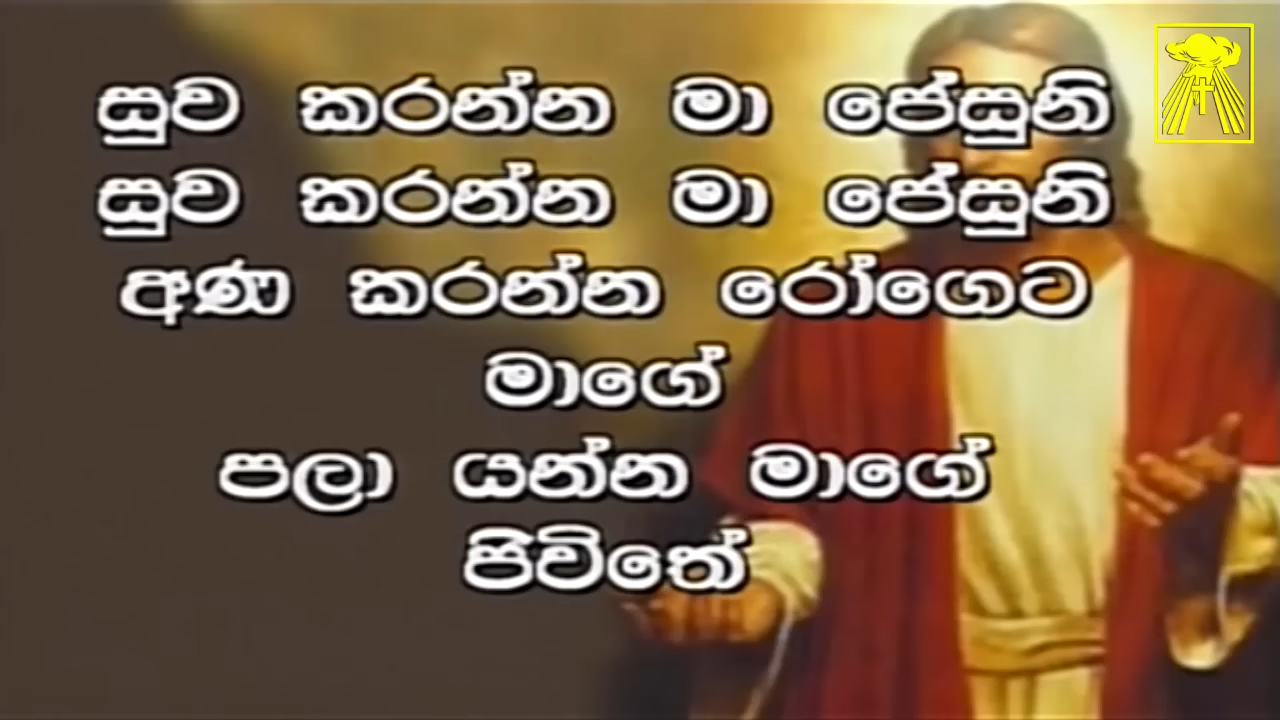 සුව කරන්න මා ජේසුනි
සුව කරන්න මා ජේසුනි
අණ කරන්න රෝගෙට
මාගේ
පලා යන්න මාගේ
ජීවිතේ